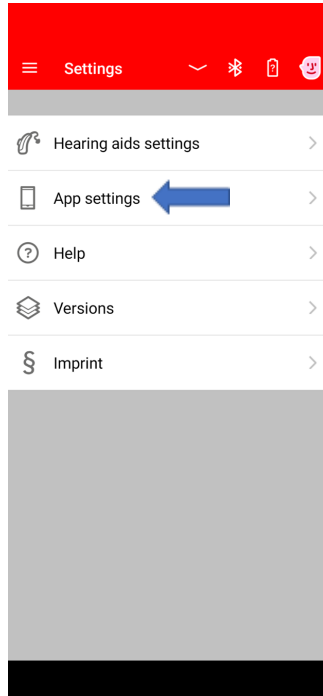 Settings
Hearing aids settings
App settings
Help
Versions
§ Imprint